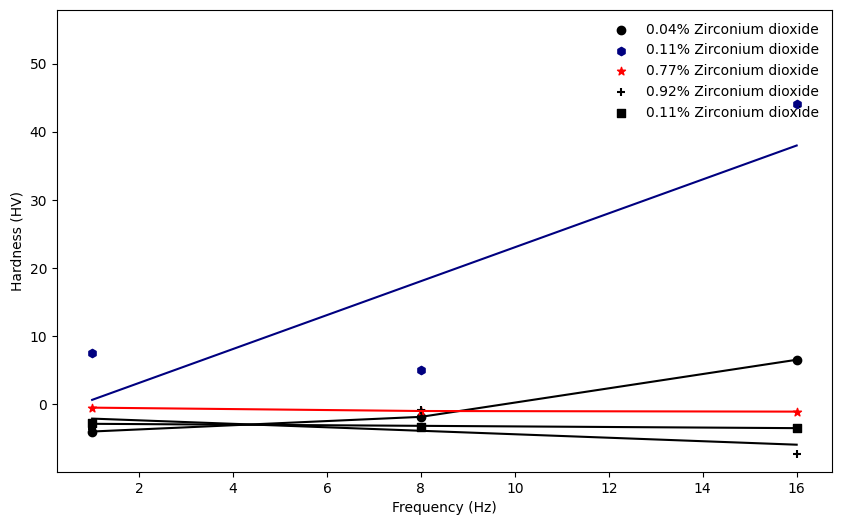 0.04% Zirconium dioxide
0.11% Zirconium dioxide
0.77% Zirconium dioxide
0.92% Zirconium dioxide
0.11% Zirconium dioxide
50
40
30
20
10
0
Hardness (HV)
2 4 6 8 10 12 14 16
Frequency (Hz)